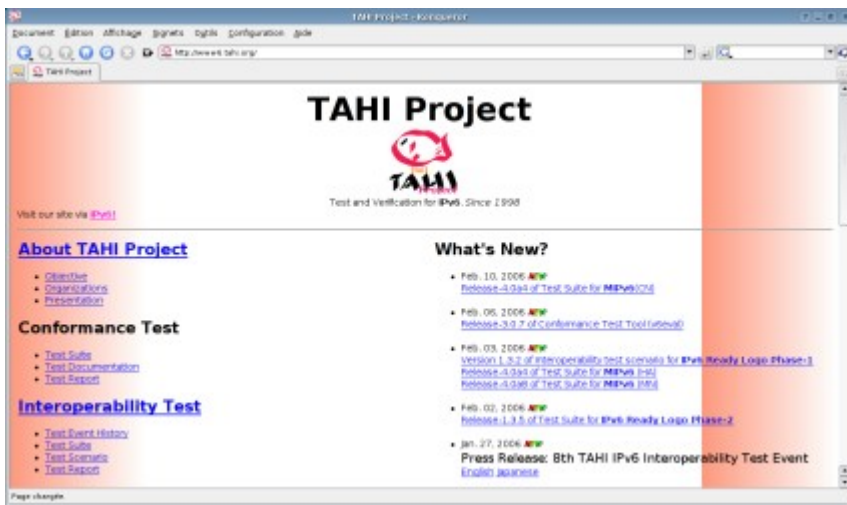 TAHI Project - Konqueror
Document Édition Affichage Signets Outils Configuration Aide
TAHI Project
TAHI Project
TAHI
Project
Test and Verification for IPv6, Since 1998
Visit our site via IPv6!
About TAHI Project
Objective
Organizations
Presentation
Conformance Test
Test Suite
Test Documentation
Test Report
Interoperability Test
Test Event History
Test Suite
Test Scenario
Test Report
What's New?
Feb. 10, 2006 NEW
Release-4.0a4 of Test Suite for MIPv6(CN)
Feb. 06, 2006 NEW
Release-3.0.7 of Conformance Test Tool (v6eval)
Feb. 03, 2006 NEW
Version 1.3.2 of interoperability test scenario for IPv6 Ready Logo Phase-1
Release-4.0a4 of Test Suite for MIPv6 (HA)
Release-4.0a8 of Test Suite for MIPv6 (MN)
Feb. 02, 2006 NEW
Release-1.3.5 of Test Suite for IPv6 Ready Logo Phase-2
Jan. 27, 2006 NEW
Press Release: 8th TAHI IPv6 Interoperability Test Event
English Japanese
Page chargée.